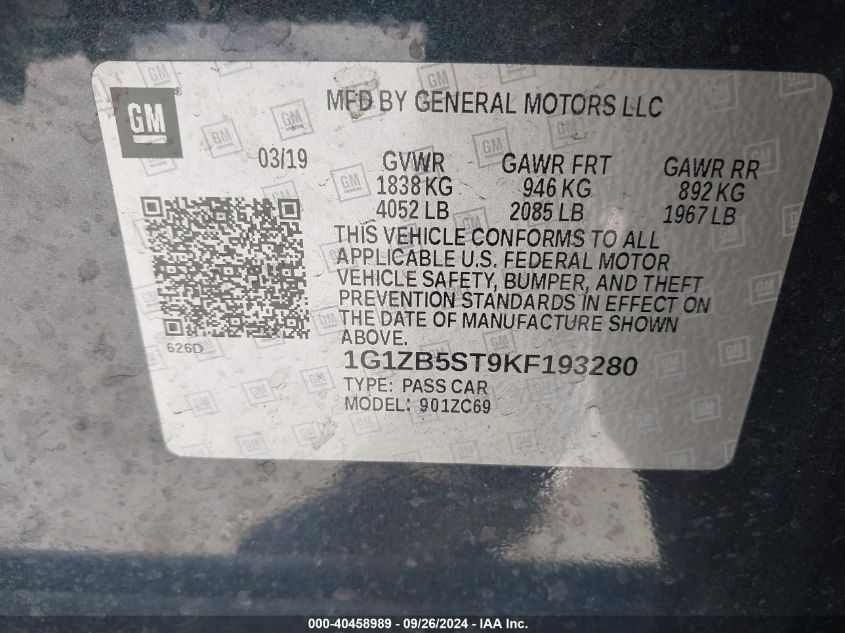 GM
MFD BY GENERAL MOTORS LLC
03/19
GVWR
1838 KG
4052 LB
GAWR FRT
946 KG
2085 LB
GAWR RR
892 KG
1967 LB
THIS VEHICLE CONFORMS TO ALL
APPLICABLE U.S. FEDERAL MOTOR
VEHICLE SAFETY, BUMPER, AND THEFT
PREVENTION STANDARDS IN EFFECT ON
THE DATE OF MANUFACTURE SHOWN
ABOVE.
626D
1G1ZB5ST9KF193280
TYPE: PASS CAR
MODEL: 901ZC69
000-40458989 - 09/26/2024 - IAA Inc.